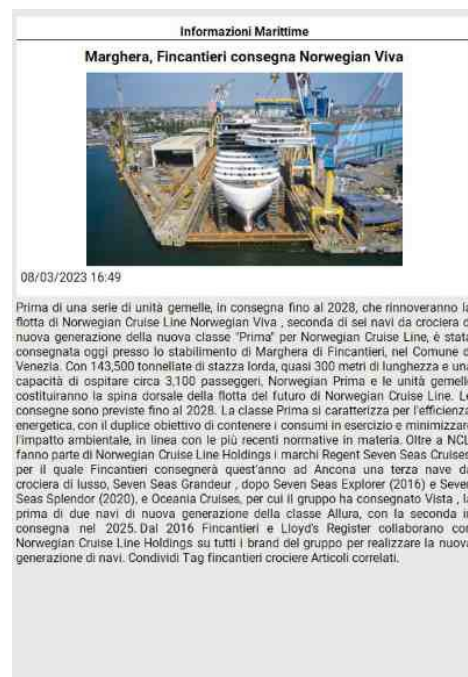 Informazioni Marittime
Marghera, Fincantieri consegna Norwegian Viva
08/03/2023 16:49
Prima di una serie di unità gemelle, in consegna fino al 2028, che rinnoveranno la
flotta di Norwegian Cruise Line Norwegian Viva , seconda di sei navi da crociera d
nuova generazione della nuova classe "Prima" per Norwegian Cruise Line, è stata
consegnata oggi presso lo stabilimento di Marghera di Fincantieri, nel Comune d
Venezia. Con 143,500 tonnellate di stazza lorda, quasi 300 metri di lunghezza e una
capacità di ospitare circa 3,100 passeggeri, Norwegian Prima e le unità gemelle
costituiranno la spina dorsale della flotta del futuro di Norwegian Cruise Line. Le
consegne sono previste fino al 2028. La classe Prima si caratterizza per l'efficienza
energetica, con il duplice obiettivo di contenere i consumi in esercizio e minimizzare
l'impatto ambientale, in linea con le più recenti normative in materia. Oltre a NCL
fanno parte di Norwegian Cruise Line Holdings i marchi Regent Seven Seas Cruises
per il quale Fincantieri consegnerà quest'anno ad Ancona una terza nave da
crociera di lusso, Seven Seas Grandeur , dopo Seven Seas Explorer (2016) e Seven
Seas Splendor (2020), e Oceania Cruises, per cui il gruppo ha consegnato Vista , la
prima di due navi di nuova generazione della classe Allura, con la seconda in
consegna nel 2025. Dal 2016 Fincantieri e Lloyd's Register collaborano con
Norwegian Cruise Line Holdings su tutti i brand del gruppo per realizzare la nuova
generazione di navi. Condividi Tag fincantieri crociere Articoli correlati.